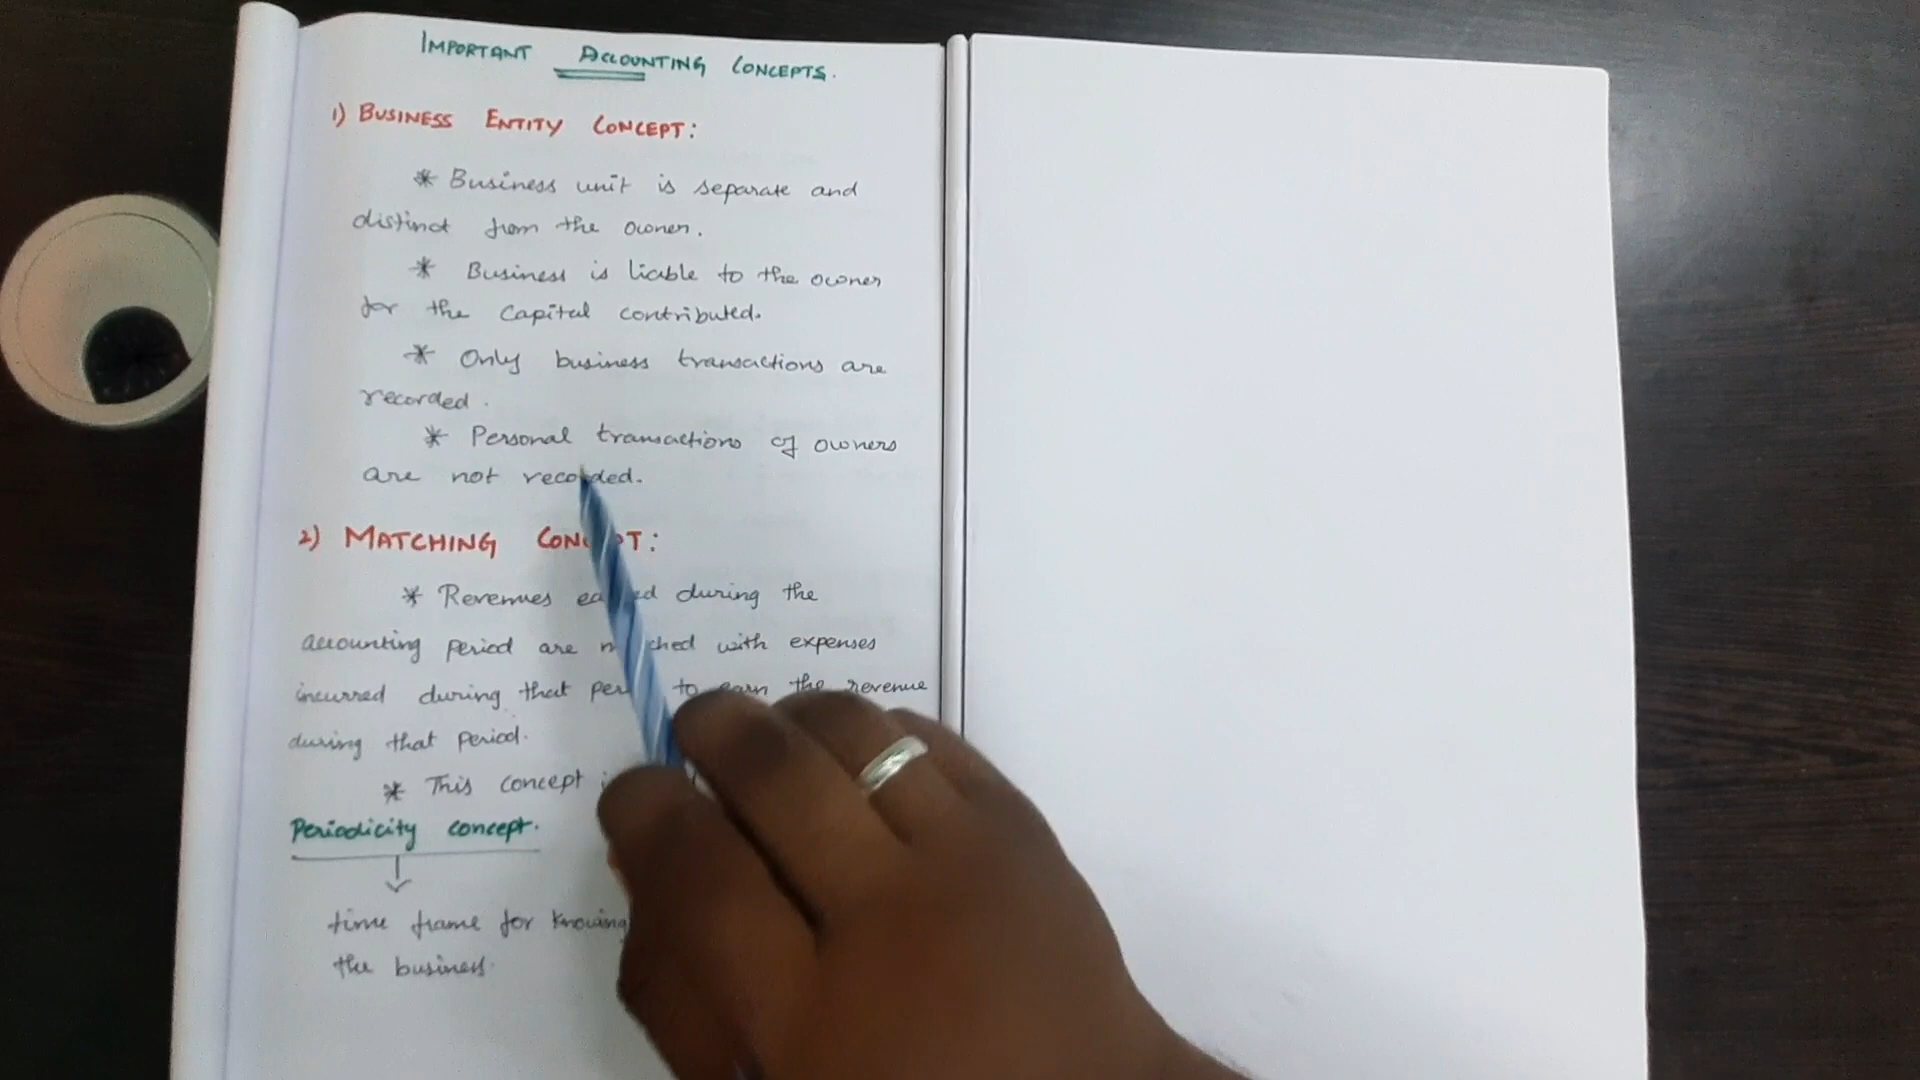 IMPORTANT ACCOUNTING CONCEPTS.
1) BUSINESS ENTITY CONCEPT:
* Business unit is separate and
distinct from the owner.
* Business is liable to the owner
for the capital contributed.
* Only business transactions are
recorded.
* Personal transactions of owners
are not recorded.
2) MATCHING CONCEPT:
* Revenues during the
accounting period are with expenses
incurred during that to earn the revenue
during that period.
* This concept
Periodicity concept.
time frame for knowing
the business.